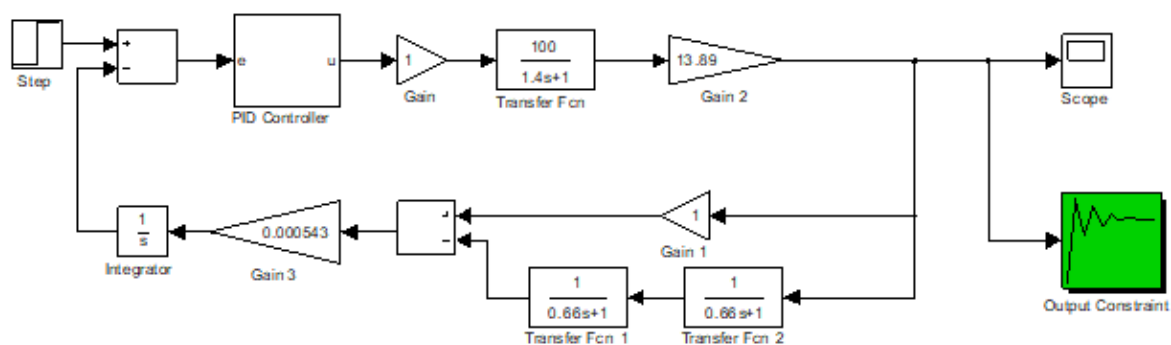 Step
+
−
PID Controller
e
u
1
Gain
100
1.4s+1
Transfer Fcn
13.89
Gain 2
Scope
1
s
Integrator
0.000543
Gain 3
−
1
Gain 1
1
0.66s+1
Transfer Fcn 1
1
0.66s+1
Transfer Fcn 2
Output Constraint